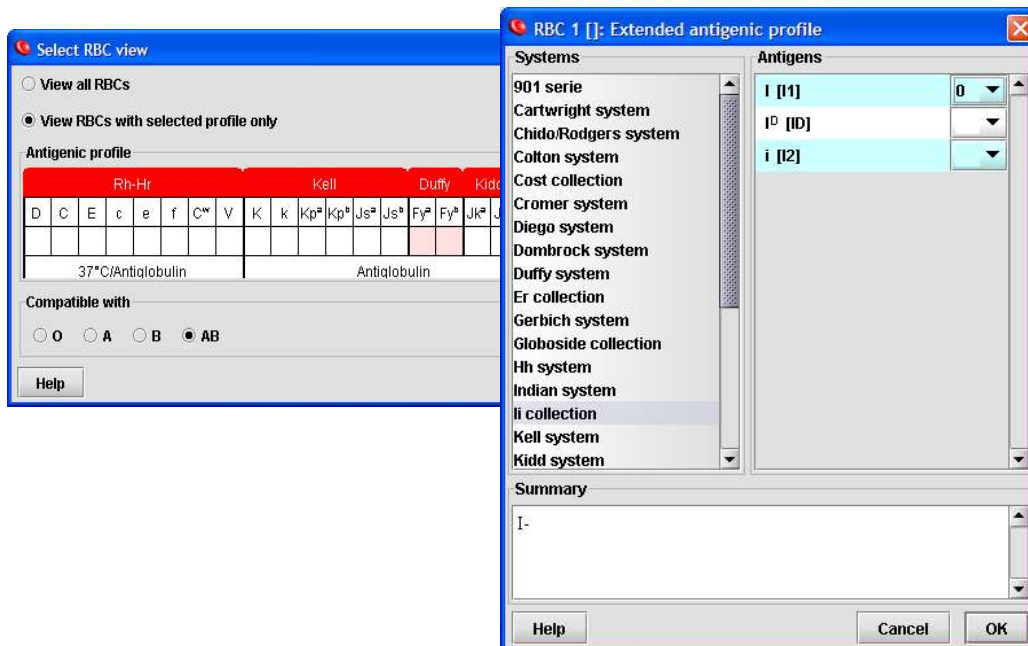 Select RBC view
View all RBCs
View RBCs with selected profile only
Antigenic profile
Rh-Hr Kell Duffy Kidd
D C E c e f Cʷ V K k Kpᵃ Kpᵇ Jsᵃ Jsᵇ Fyᵃ Fyᵇ Jkᵃ J
37°C/Antiglobulin Antiglobulin
Compatible with
O A B AB
Help
RBC 1 []: Extended antigenic profile
Systems
901 serie
Cartwright system
Chido/Rodgers system
Colton system
Cost collection
Cromer system
Diego system
Dombrock system
Duffy system
Er collection
Gerbich system
Globoside collection
Hh system
Indian system
Ii collection
Kell system
Kidd system
Antigens
I [I1] 0
Iᴰ [ID]
i [I2]
Summary
I-
Help Cancel OK